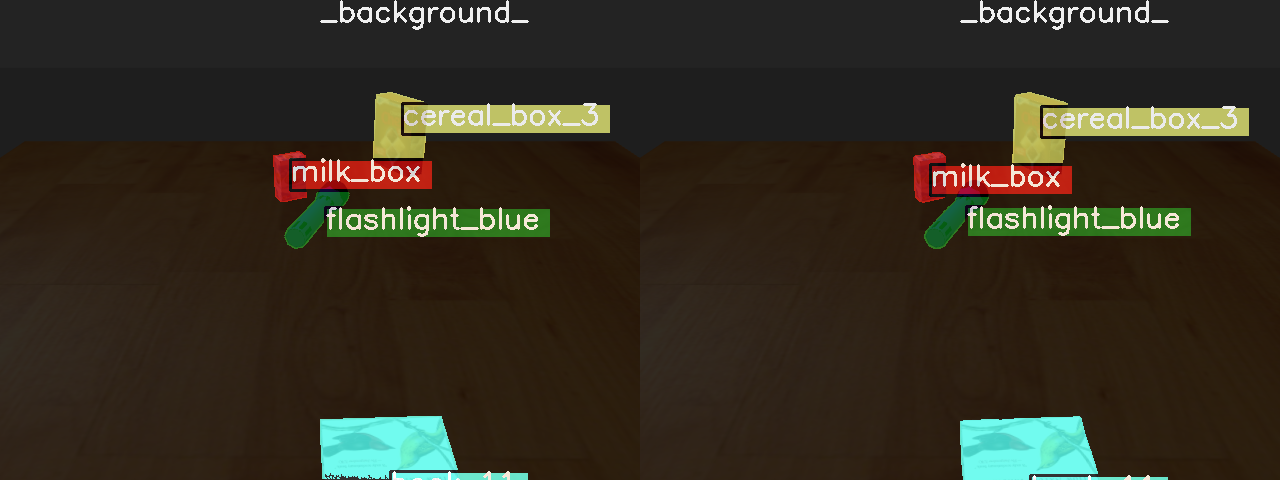 _background_
_background_
cereal_box_3
cereal_box_3
milk_box
milk_box
flashlight_blue
flashlight_blue